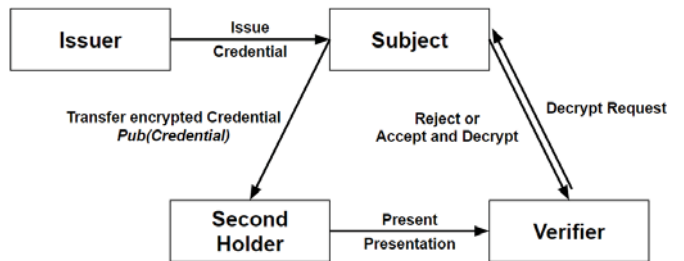 Issuer
Issue
Credential
Subject
Transfer encrypted Credential
Pub(Credential)
Reject or
Accept and Decrypt
Decrypt Request
Second
Holder
Present
Presentation
Verifier